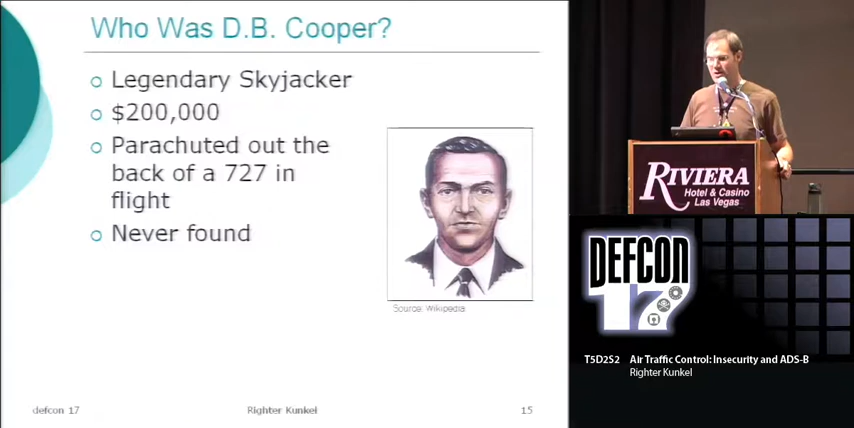 Who Was D.B. Cooper?
Legendary Skyjacker
$200,000
Parachuted out the
back of a 727 in
flight
Never found
Source: Wikipedia
defcon 17
Righter Kunkel
15
RIVIERA
Hotel & Casino
Las Vegas
DEFCON
17
T5D2S2 Air Traffic Control: Insecurity and ADS-B
Righter Kunkel